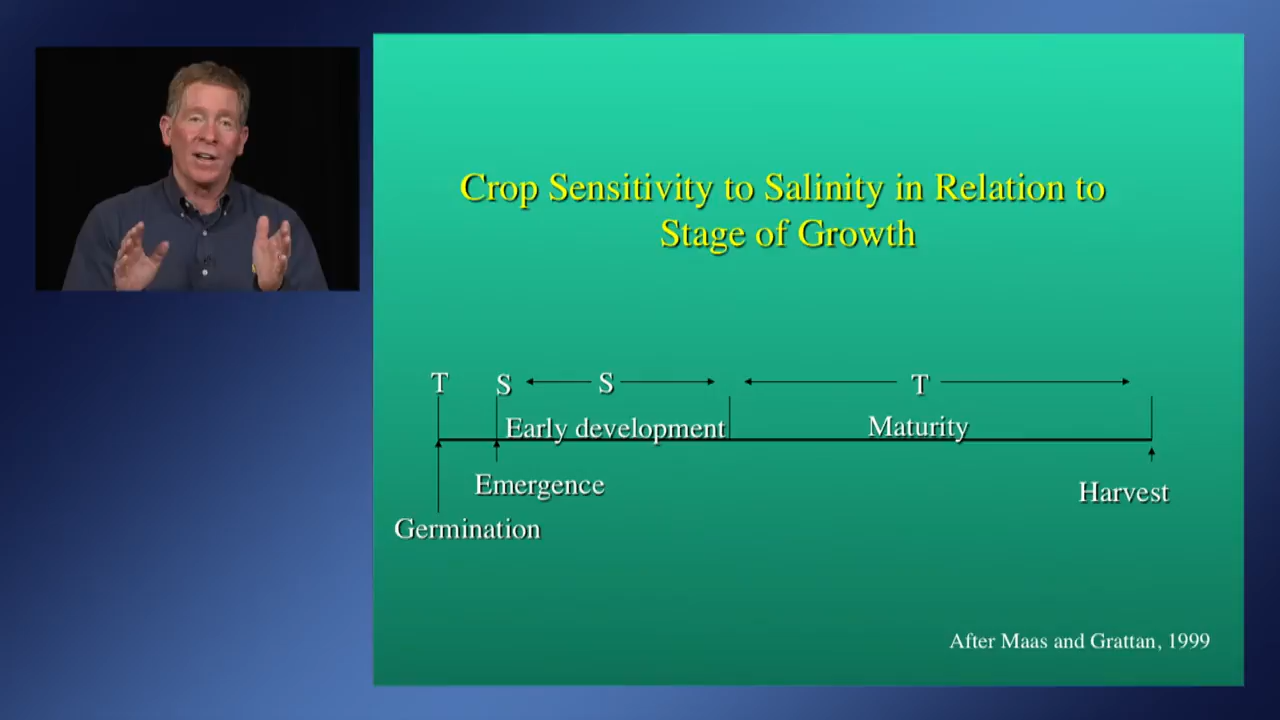 Crop Sensitivity to Salinity in Relation to
Stage of Growth
T S S T
Early development Maturity
Emergence
Harvest
Germination
After Maas and Grattan, 1999